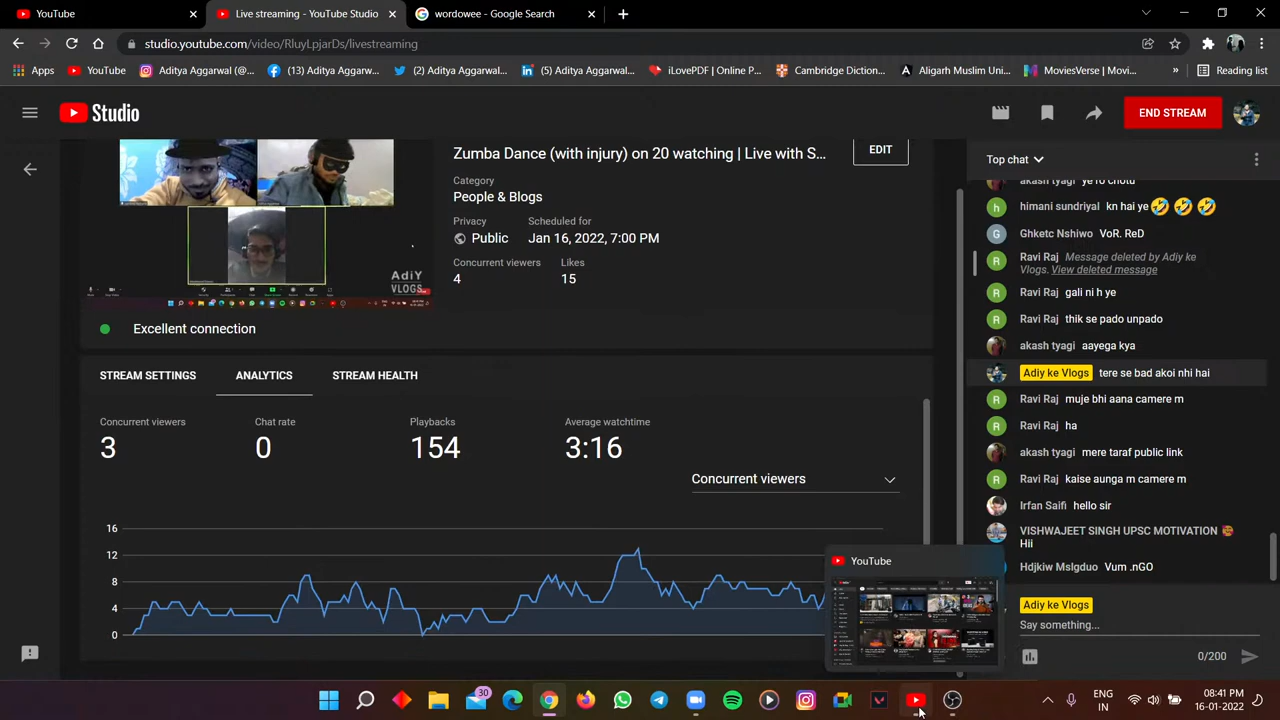 YouTube
Live streaming - YouTube Studio
wordowee - Google Search
studio.youtube.com/video/RluyLpjarDs/livestreaming
Apps
YouTube
Aditya Aggarwal (@...
(13) Aditya Aggarw...
(2) Aditya Aggarwal...
(5) Aditya Aggarwal...
iLovePDF | Online P...
Cambridge Diction...
Aligarh Muslim Uni...
MoviesVerse | Movi...
Reading list
Studio
END STREAM
Zumba Dance (with injury) on 20 watching | Live with S...
EDIT
Category
People & Blogs
Privacy
Scheduled for
Public
Jan 16, 2022, 7:00 PM
Concurrent viewers
Likes
4
15
AdiY
VLOGS
Excellent connection
STREAM SETTINGS
ANALYTICS
STREAM HEALTH
Concurrent viewers
Chat rate
Playbacks
Average watchtime
3
0
154
3:16
Concurrent viewers
16
12
8
4
0
YouTube
Top chat
akash tyagi ye ro chotu
himani sundriyal kn hai ye🤣🤣🤣
Ghketc Nshiwo VoR. ReD
Ravi Raj Message deleted by Adiy ke
Vlogs. View deleted message
Ravi Raj gali ni h ye
Ravi Raj thik se pado unpado
akash tyagi aayega kya
Adiy ke Vlogs tere se bad akoi nhi hai
Ravi Raj muje bhi aana camere m
Ravi Raj ha
akash tyagi mere taraf public link
Ravi Raj kaise aunga m camere m
Irfan Saifi hello sir
VISHWAJEET SINGH UPSC MOTIVATION
Hii
Hdjkiw Mslgduo Vum .nGO
Adiy ke Vlogs
Say something...
0/200
30
ENG
IN
08:41 PM
16-01-2022